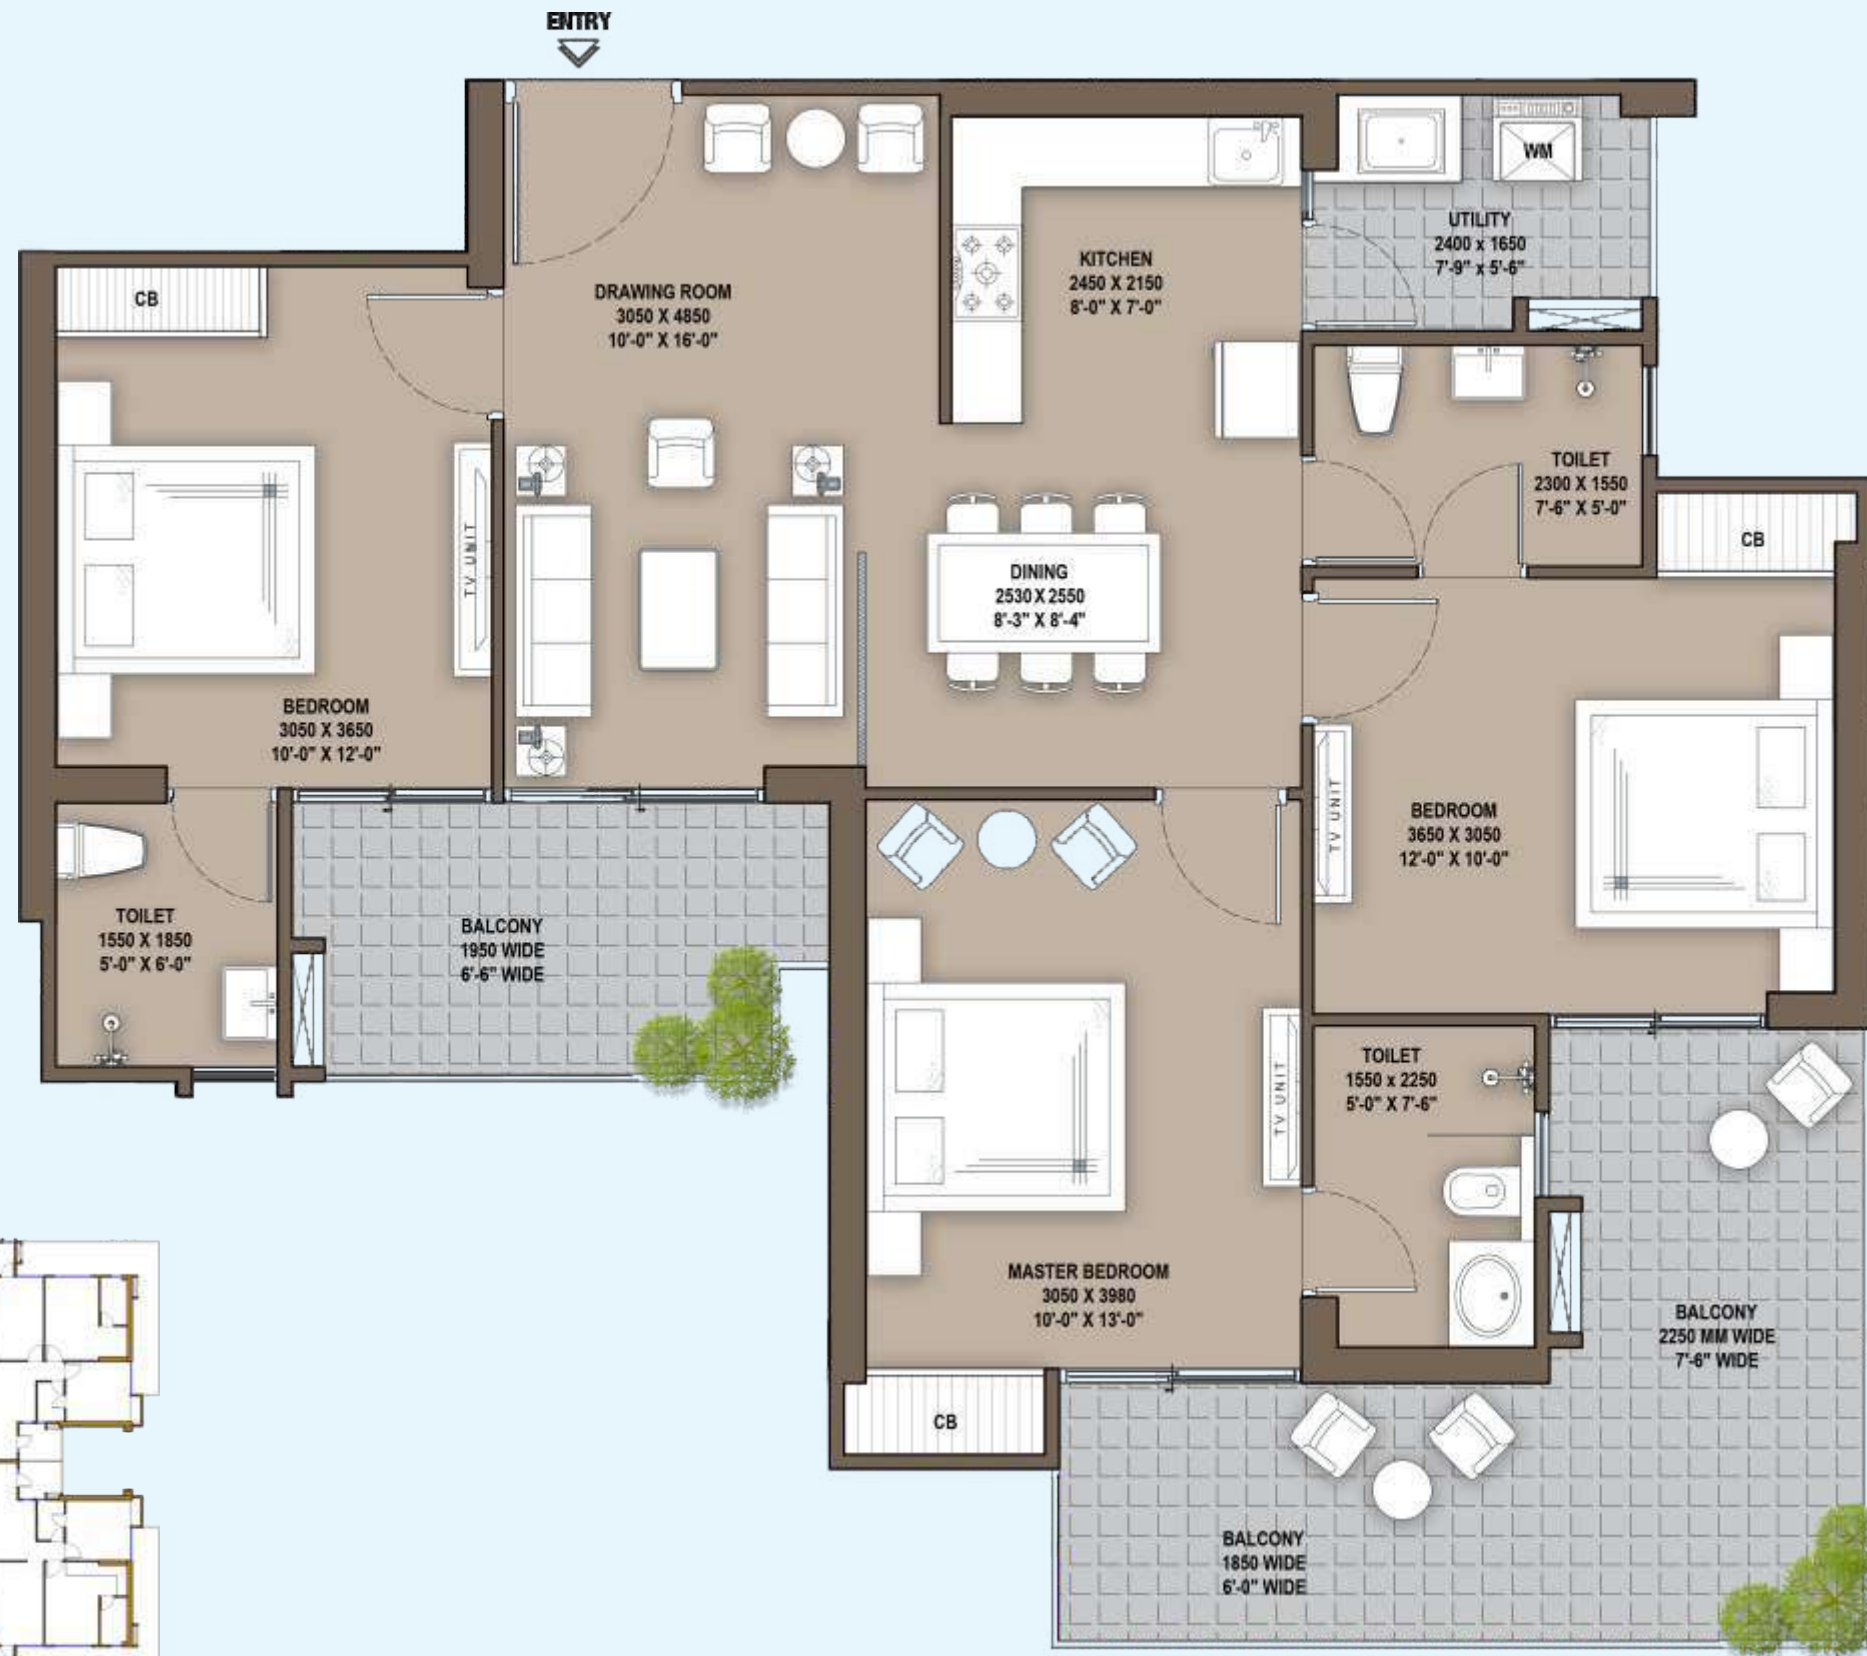 ENTRY
WM
UTILITY
2400 x 1650
7'-9" x 5'-6"
KITCHEN
2450 X 2150
8'-0" X 7'-0"
CB
DRAWING ROOM
3050 X 4850
10'-0" X 16'-0"
TOILET
2300 X 1550
7'-6" X 5'-0"
CB
TV UNIT
DINING
2530 X 2550
8'-3" X 8'-4"
BEDROOM
3050 X 3650
10'-0" X 12'-0"
TV UNIT
BEDROOM
3650 X 3050
12'-0" X 10'-0"
TOILET
1550 X 1850
5'-0" X 6'-0"
BALCONY
1950 WIDE
6'-6" WIDE
TV UNIT
TOILET
1550 x 2250
5'-0" X 7'-6"
MASTER BEDROOM
3050 X 3980
10'-0" X 13'-0"
BALCONY
2250 MM WIDE
7'-6" WIDE
CB
BALCONY
1850 WIDE
6'-0" WIDE